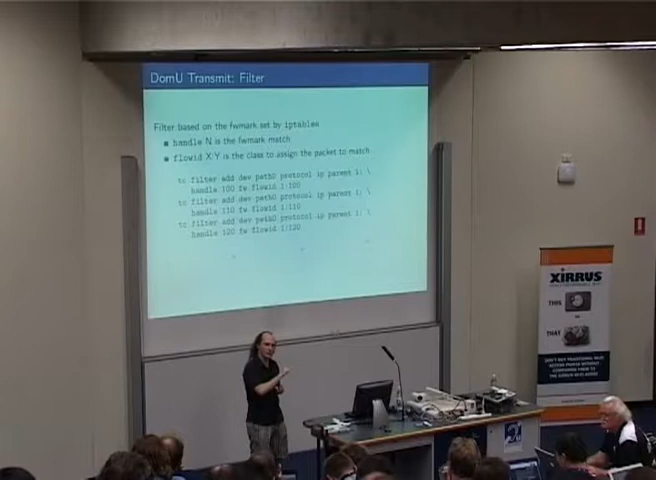 DomU Transmit: Filter
Filter based on the fwmark set by iptables
handle N is the fwmark match
flowid X:Y is the class to assign the packet to match
tc filter add dev peth0 protocol ip parent 1: \
handle 100 fw flowid 1:100
tc filter add dev peth0 protocol ip parent 1: \
handle 110 fw flowid 1:110
tc filter add dev peth0 protocol ip parent 1: \
handle 120 fw flowid 1:120
XIRRUS
THIS
THAT